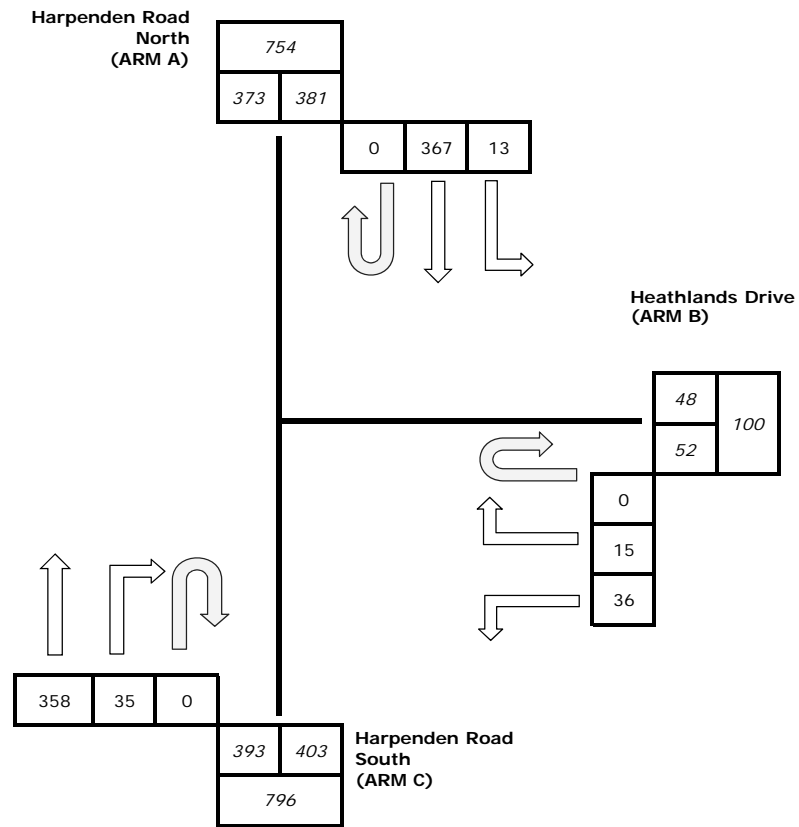 Harpenden Road
North
(ARM A)
754
373 381
0 367 13
Heathlands Drive
(ARM B)
48
100
52
0
15
36
358 35 0
393 403
Harpenden Road
South
(ARM C)
796